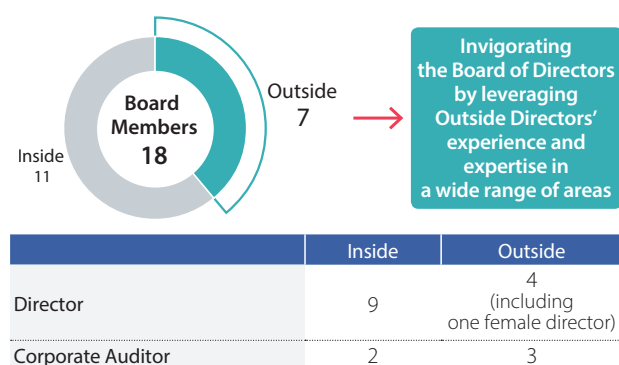 Board
Members
18
Inside
11
Outside
7
Invigorating
the Board of Directors
by leveraging
Outside Directors'
experience and
expertise in
a wide range of areas
Inside Outside
Director 9 4
(including
one female director)
Corporate Auditor 2 3